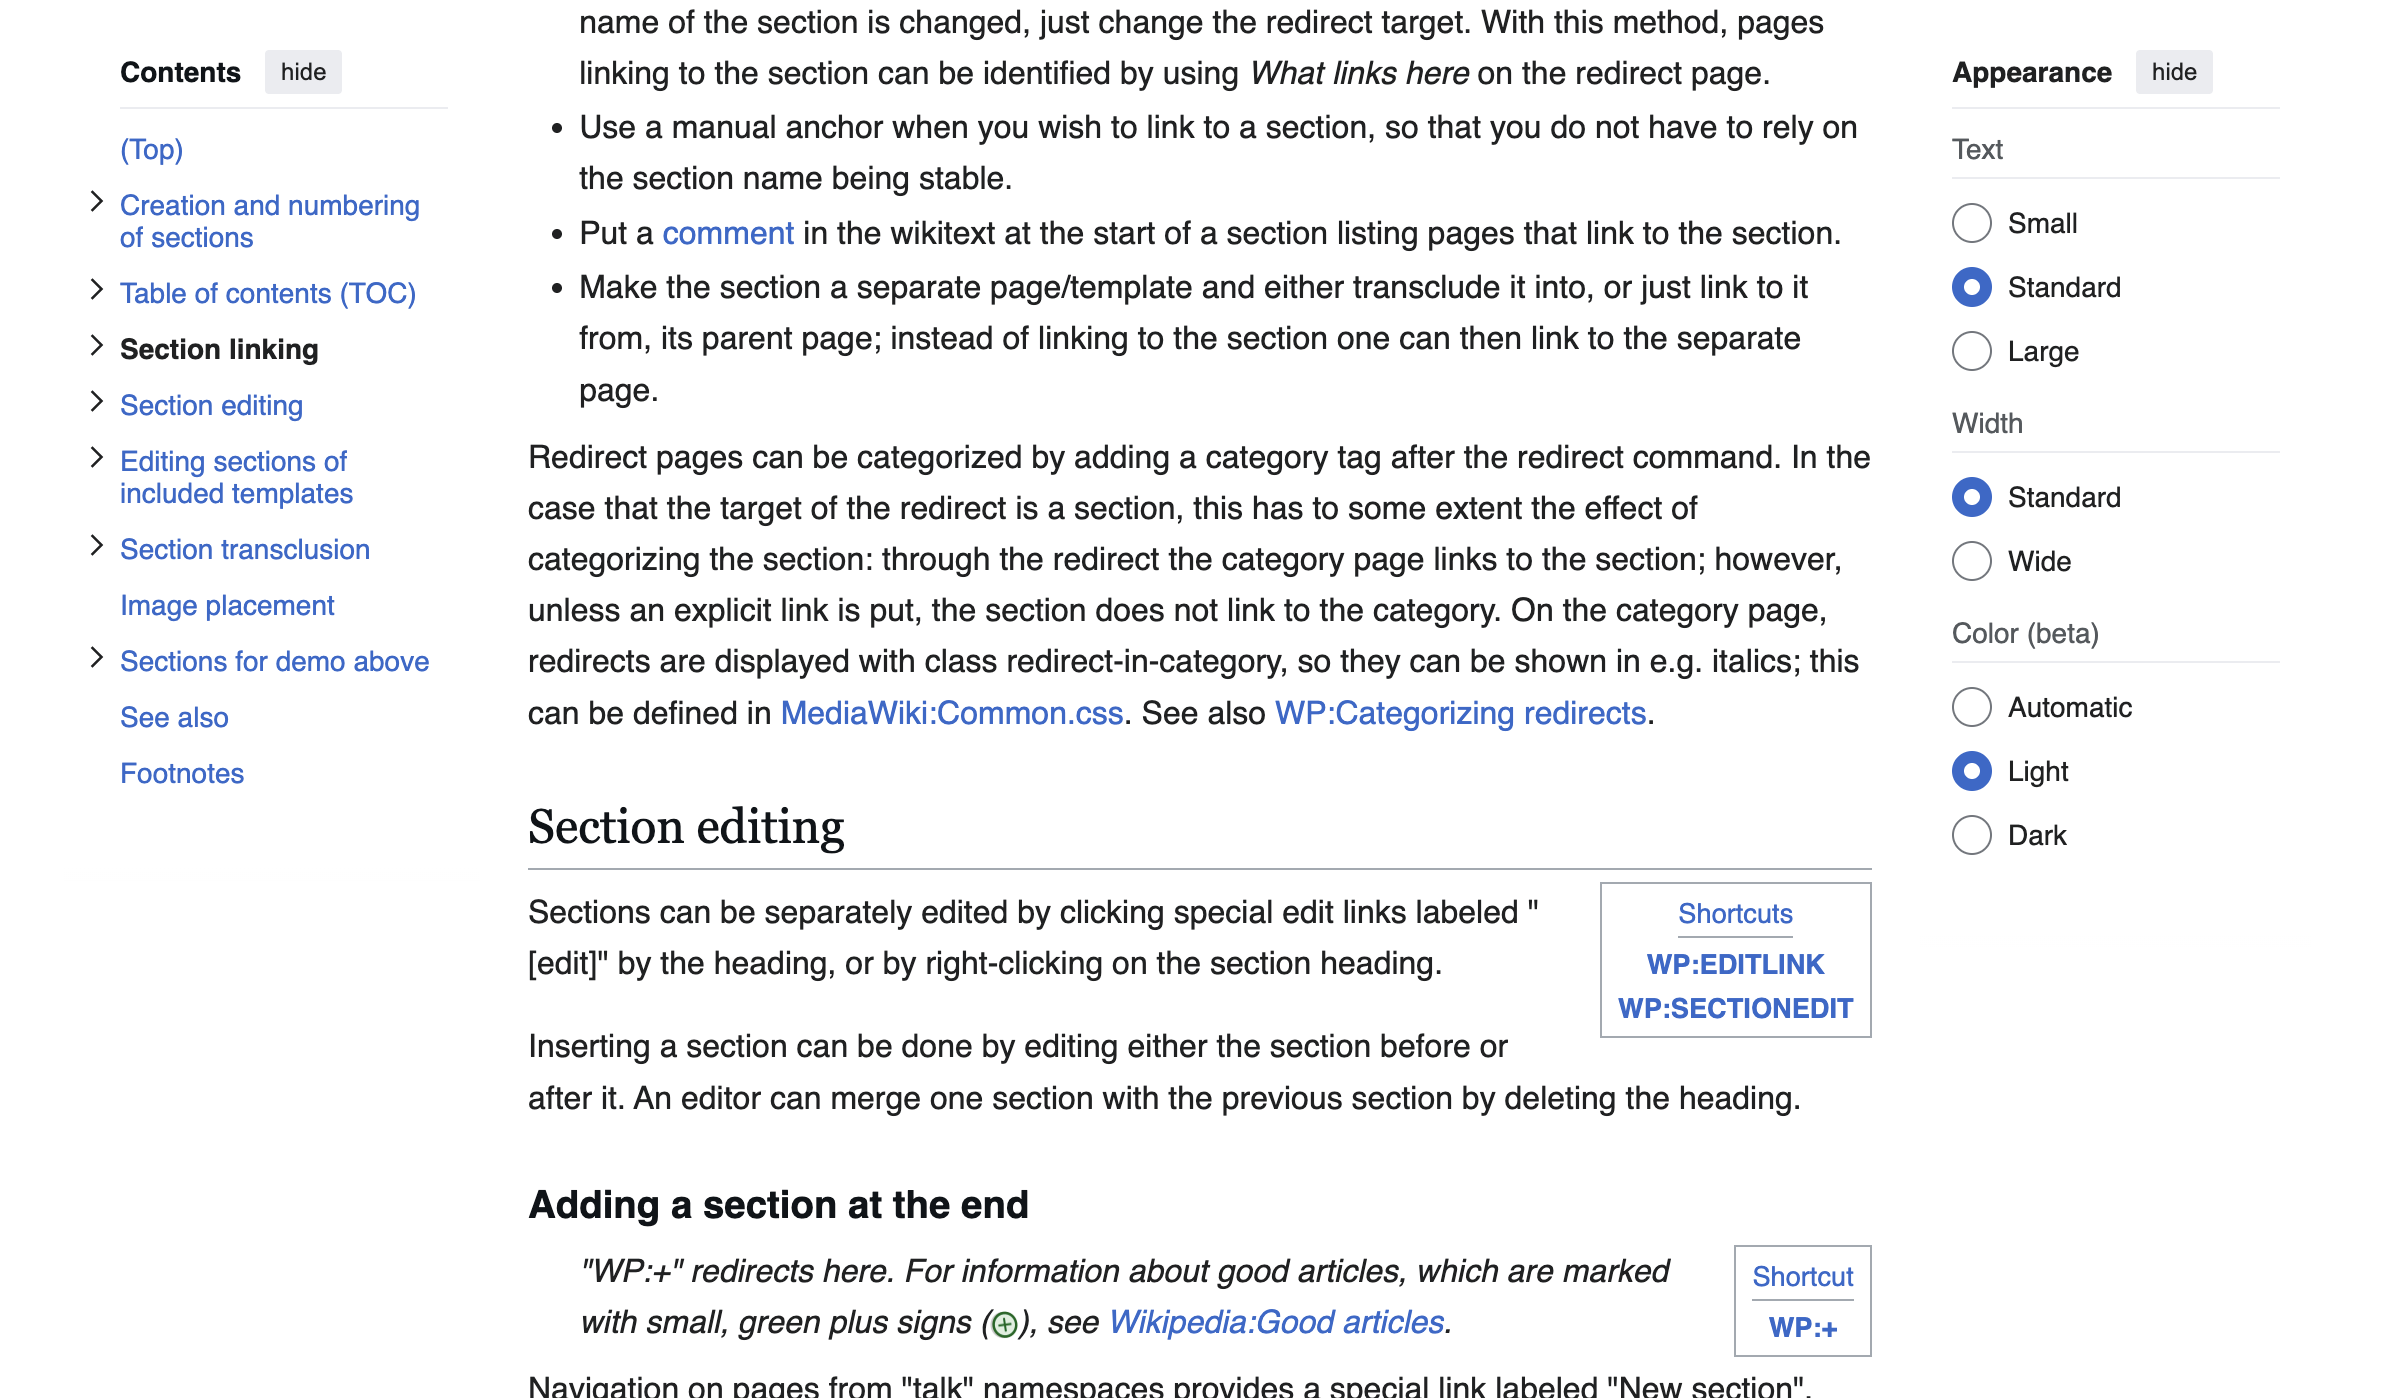 Contents hide
(Top)
Creation and numbering
of sections
Table of contents (TOC)
Section linking
Section editing
Editing sections of
included templates
Section transclusion
Image placement
Sections for demo above
See also
Footnotes
name of the section is changed, just change the redirect target. With this method, pages
linking to the section can be identified by using What links here on the redirect page.
• Use a manual anchor when you wish to link to a section, so that you do not have to rely on
the section name being stable.
• Put a comment in the wikitext at the start of a section listing pages that link to the section.
• Make the section a separate page/template and either transclude it into, or just link to it
from, its parent page; instead of linking to the section one can then link to the separate
page.
Redirect pages can be categorized by adding a category tag after the redirect command. In the
case that the target of the redirect is a section, this has to some extent the effect of
categorizing the section: through the redirect the category page links to the section; however,
unless an explicit link is put, the section does not link to the category. On the category page,
redirects are displayed with class redirect-in-category, so they can be shown in e.g. italics; this
can be defined in MediaWiki:Common.css. See also WP:Categorizing redirects.
Section editing
Sections can be separately edited by clicking special edit links labeled "
[edit]" by the heading, or by right-clicking on the section heading.
Shortcuts
WP:EDITLINK
WP:SECTIONEDIT
Inserting a section can be done by editing either the section before or
after it. An editor can merge one section with the previous section by deleting the heading.
Adding a section at the end
"WP:+" redirects here. For information about good articles, which are marked
with small, green plus signs (⊕), see Wikipedia:Good articles.
Shortcut
WP:+
Navigation on pages from "talk" namespaces provides a special link labeled "New section",
Appearance hide
Text
Small
Standard
Large
Width
Standard
Wide
Color (beta)
Automatic
Light
Dark